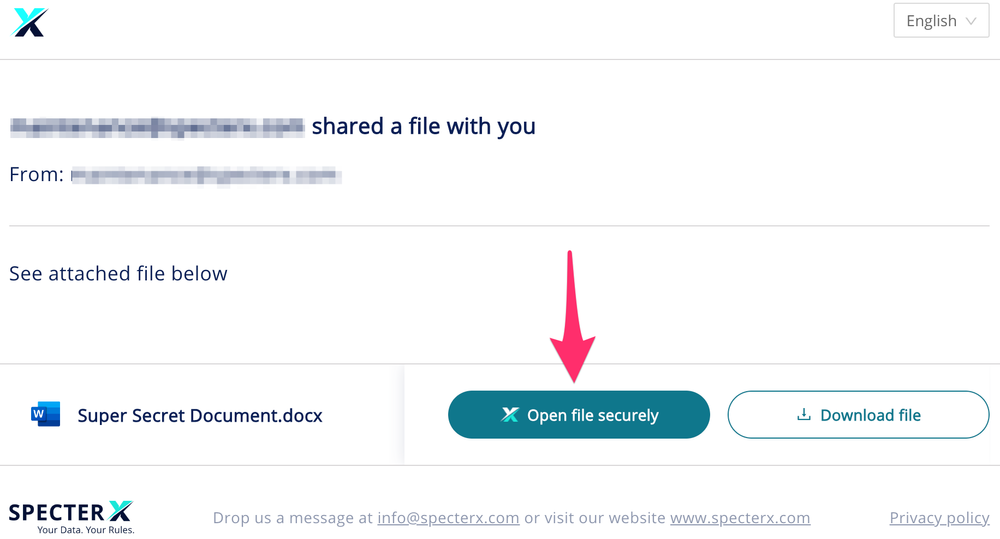 English
shared a file with you
From:
See attached file below
W
Super Secret Document.docx
Open file securely
Download file
SPECTERX
Your Data. Your Rules.
Drop us a message at info@specterx.com or visit our website www.specterx.com
Privacy policy